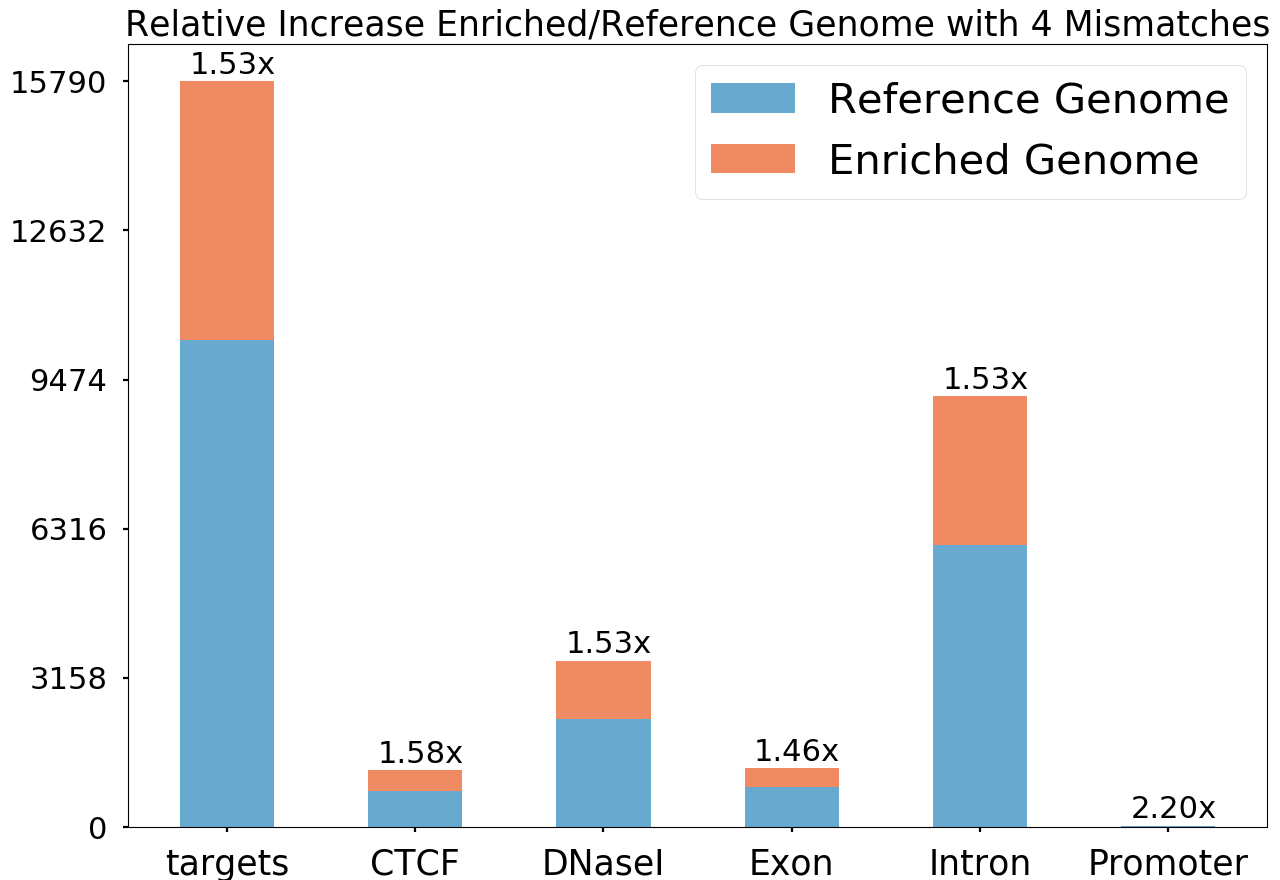 Relative Increase Enriched/Reference Genome with 4 Mismatches
1.53x
15790
Reference Genome
Enriched Genome
12632
9474
1.53x
6316
1.53x
3158
1.58x
1.46x
2.20x
0
targets CTCF DNaseI Exon Intron Promoter